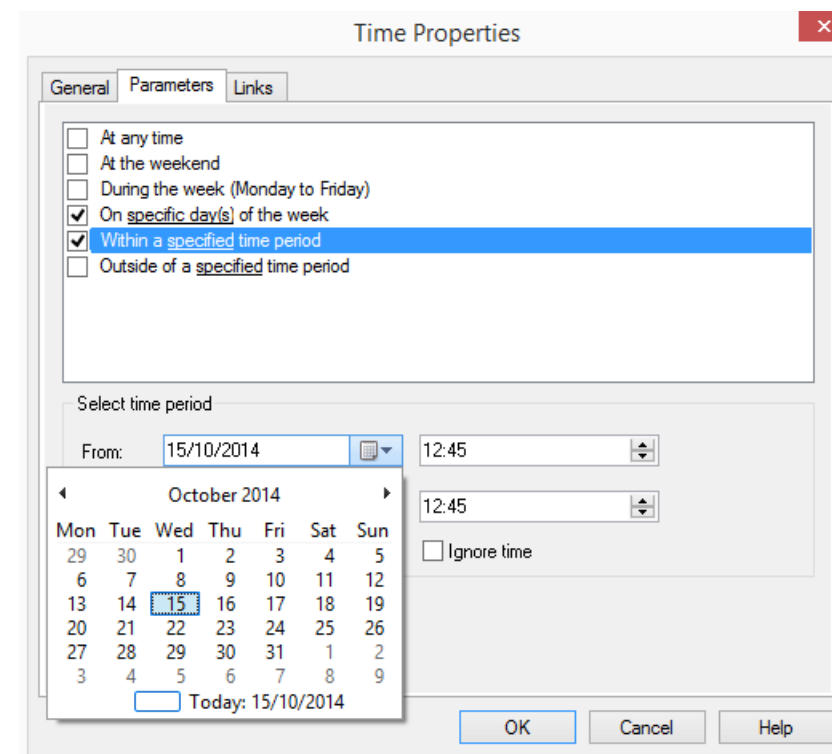 Time Properties
General Parameters Links
At any time
At the weekend
During the week (Monday to Friday)
On specific day(s) of the week
Within a specified time period
Outside of a specified time period
Select time period
From: 15/10/2014 12:45
October 2014
12:45
Mon Tue Wed Thu Fri Sat Sun
Ignore time
29 30 1 2 3 4 5
6 7 8 9 10 11 12
13 14 15 16 17 18 19
20 21 22 23 24 25 26
27 28 29 30 31 1 2
3 4 5 6 7 8 9
Today: 15/10/2014
OK Cancel Help